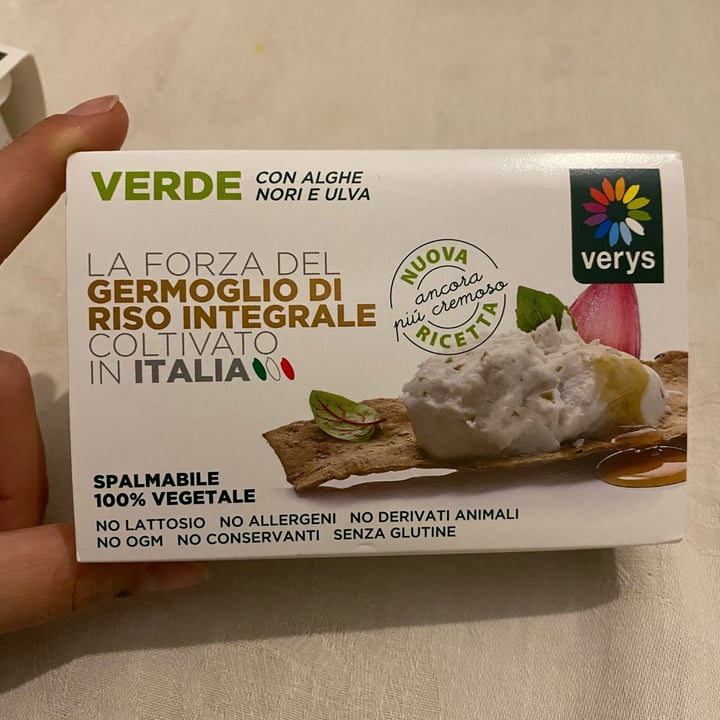 VERDE CON ALGHE
NORI E ULVA
verys
LA FORZA DEL
GERMOGLIO DI
RISO INTEGRALE
COLTIVATO
IN ITALIA
NUOVA
ancora
più cremoso
RICETTA
SPALMABILE
100% VEGETALE
NO LATTOSIO NO ALLERGENI NO DERIVATI ANIMALI
NO OGM NO CONSERVANTI SENZA GLUTINE